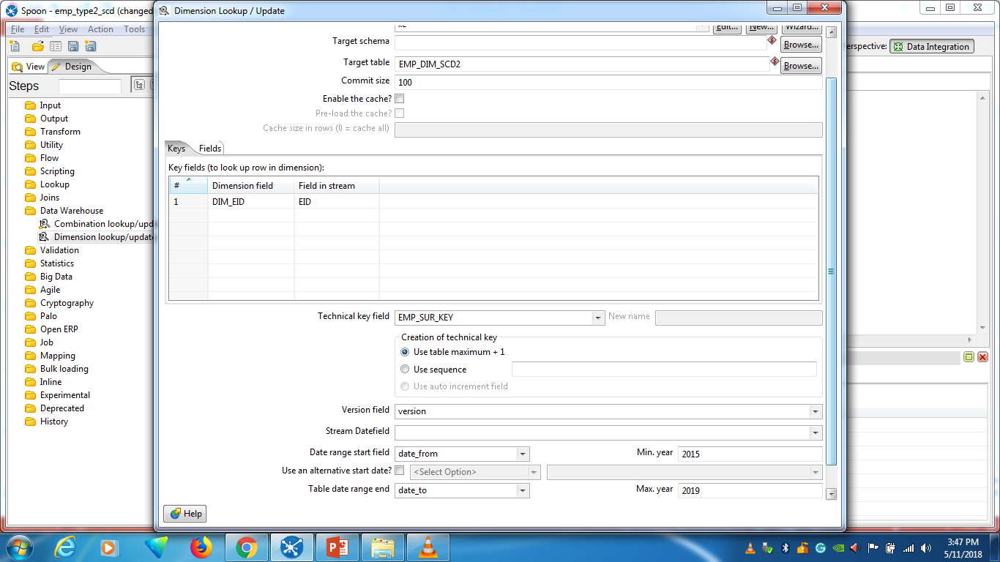 Spoon - emp_type2_scd (changed
File Edit View Action Tools
View Design
Steps
Input
Output
Transform
Utility
Flow
Scripting
Lookup
Joins
Data Warehouse
Combination lookup/upd
Dimension lookup/update
Validation
Statistics
Big Data
Agile
Cryptography
Palo
Open ERP
Job
Mapping
Bulk loading
Inline
Experimental
Deprecated
History
Dimension Lookup / Update
xe Edit... New... Wizard...
Target schema Browse...
Target table EMP_DIM_SCD2 Browse...
Commit size 100
Enable the cache?
Pre-load the cache?
Cache size in rows (0 = cache all)
Keys Fields
Key fields (to look up row in dimension):
# Dimension field Field in stream
1 DIM_EID EID
Technical key field EMP_SUR_KEY New name
Creation of technical key
Use table maximum + 1
Use sequence
Use auto increment field
Version field version
Stream Datefield
Date range start field date_from Min. year 2015
Use an alternative start date? <Select Option>
Table date range end date_to Max. year 2019
Help
erspective: Data Integration
3:47 PM
5/11/2018